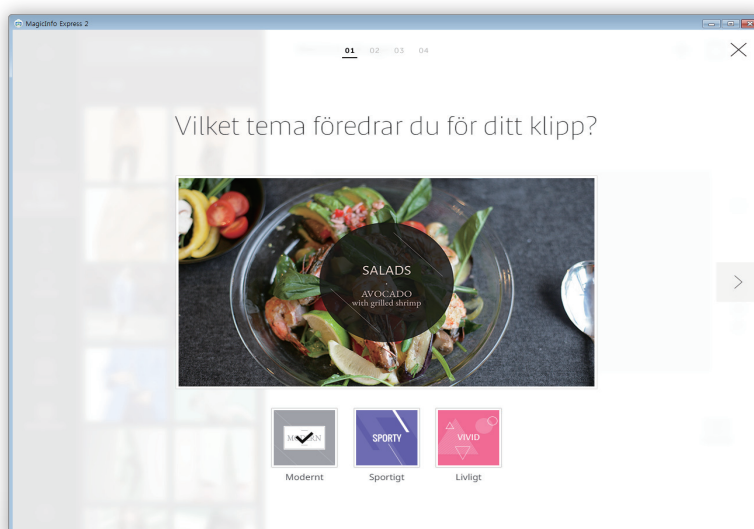 MagicInfo Express 2
01 02 03 04
Vilket tema föredrar du för ditt klipp?
SALADS
AVOCADO
with grilled shrimp
MODERN
SPORTY
VIVID
Modernt
Sportigt
Livligt